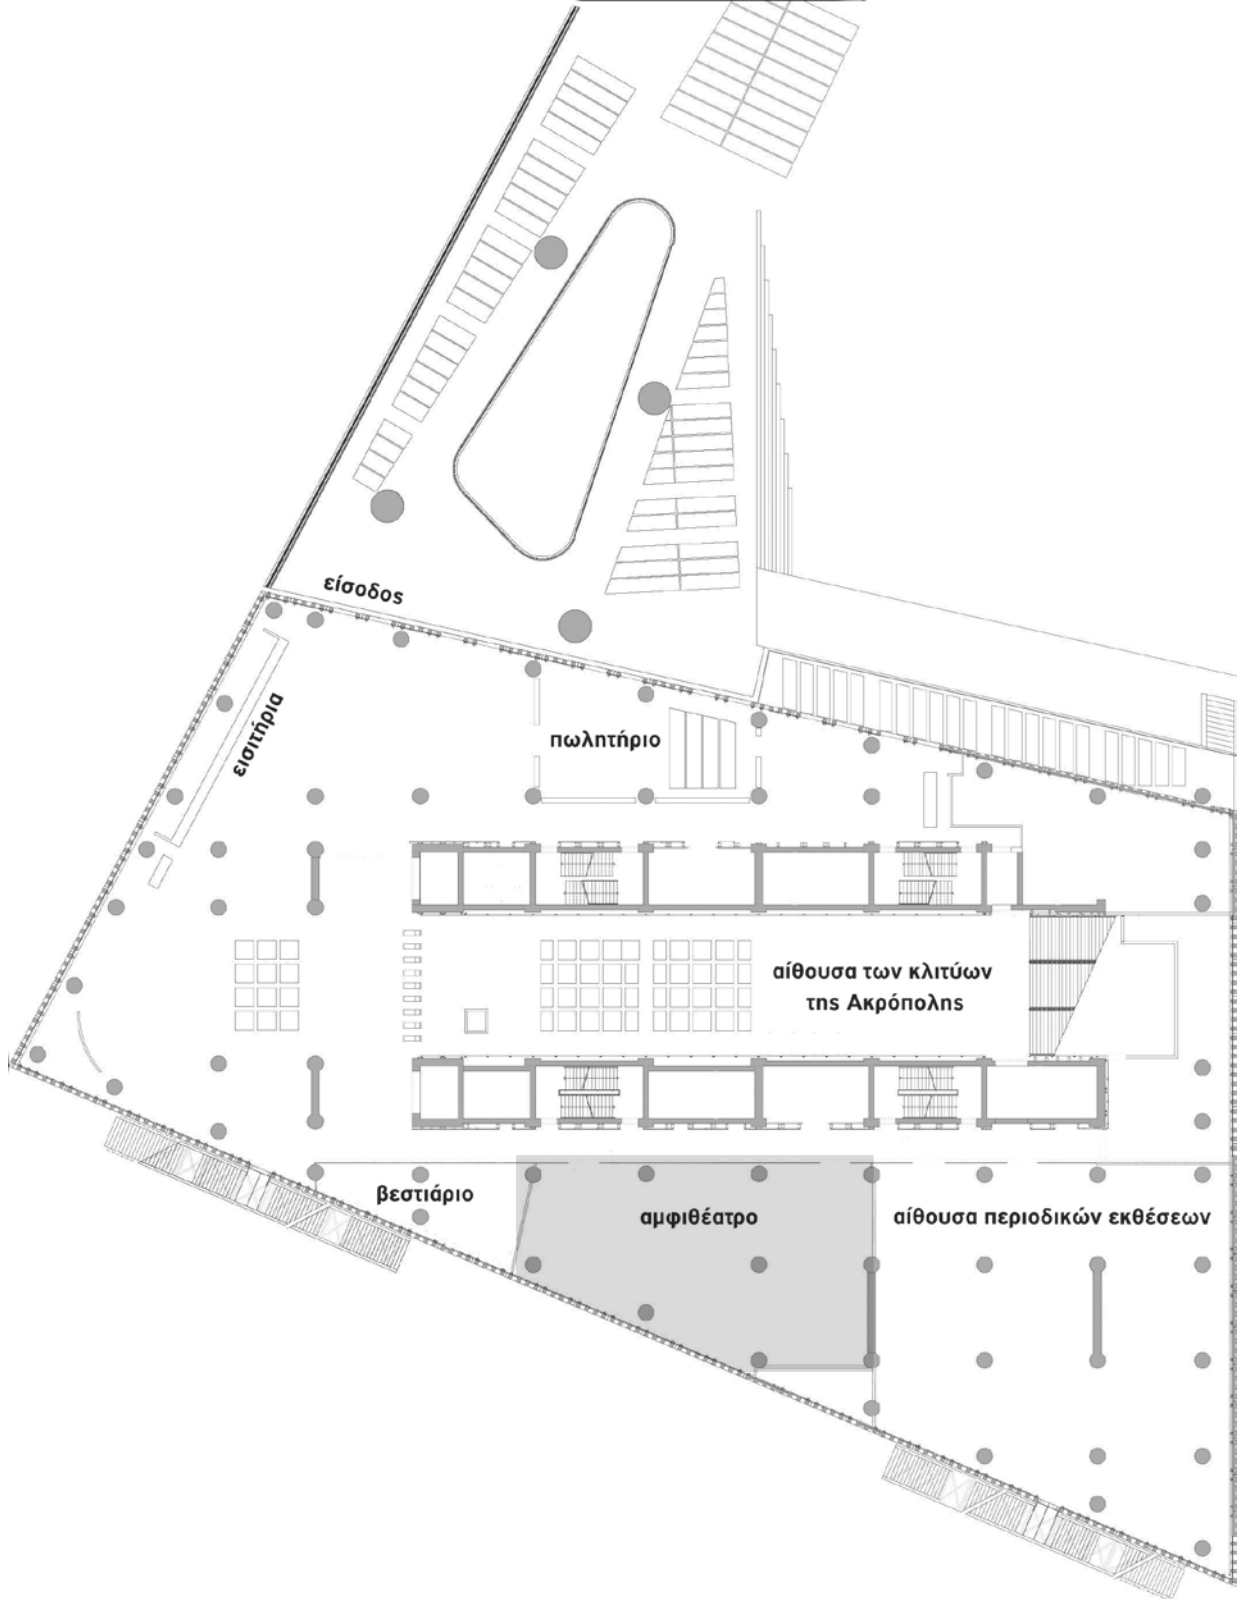 είσοδος
εισιτήρια
πωλητήριο
αίθουσα των κλιτύων
της Ακρόπολης
βεστιάριο
αμφιθέατρο
αίθουσα περιοδικών εκθέσεων